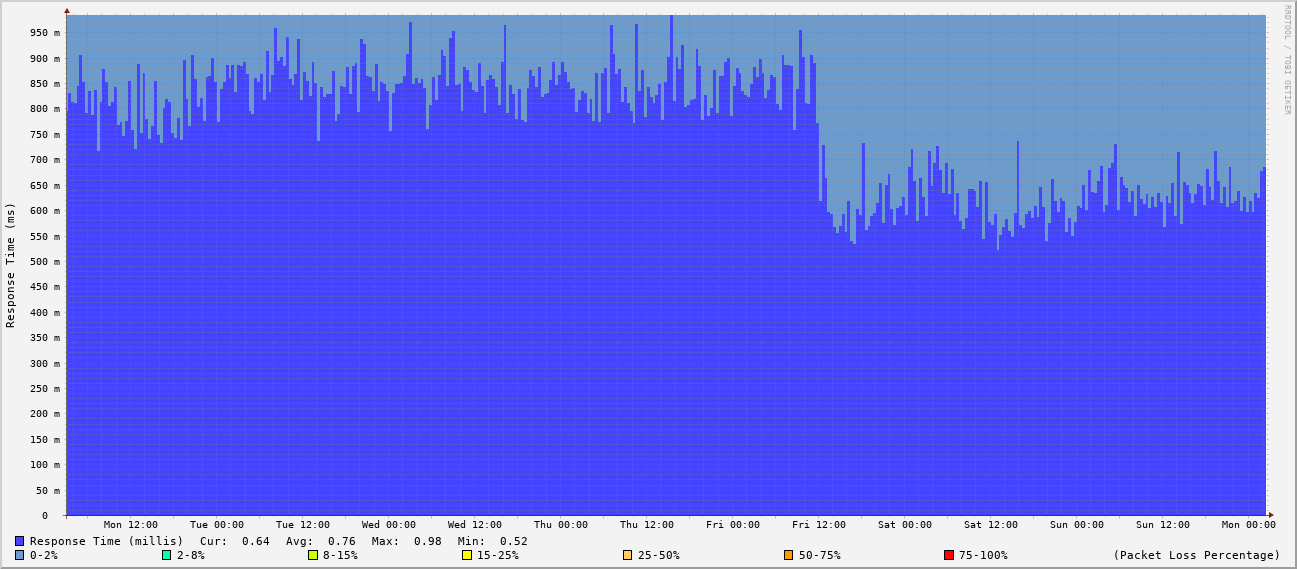 RRDTOOL / TOBI OETIKER
Response Time (ms)
950 m
900 m
850 m
800 m
750 m
700 m
650 m
600 m
550 m
500 m
450 m
400 m
350 m
300 m
250 m
200 m
150 m
100 m
50 m
0
Mon 12:00 Tue 00:00 Tue 12:00 Wed 00:00 Wed 12:00 Thu 00:00 Thu 12:00 Fri 00:00 Fri 12:00 Sat 00:00 Sat 12:00 Sun 00:00 Sun 12:00 Mon 00:00
Response Time (millis) Cur: 0.64 Avg: 0.76 Max: 0.98 Min: 0.52
0-2% 2-8% 8-15% 15-25% 25-50% 50-75% 75-100% (Packet Loss Percentage)